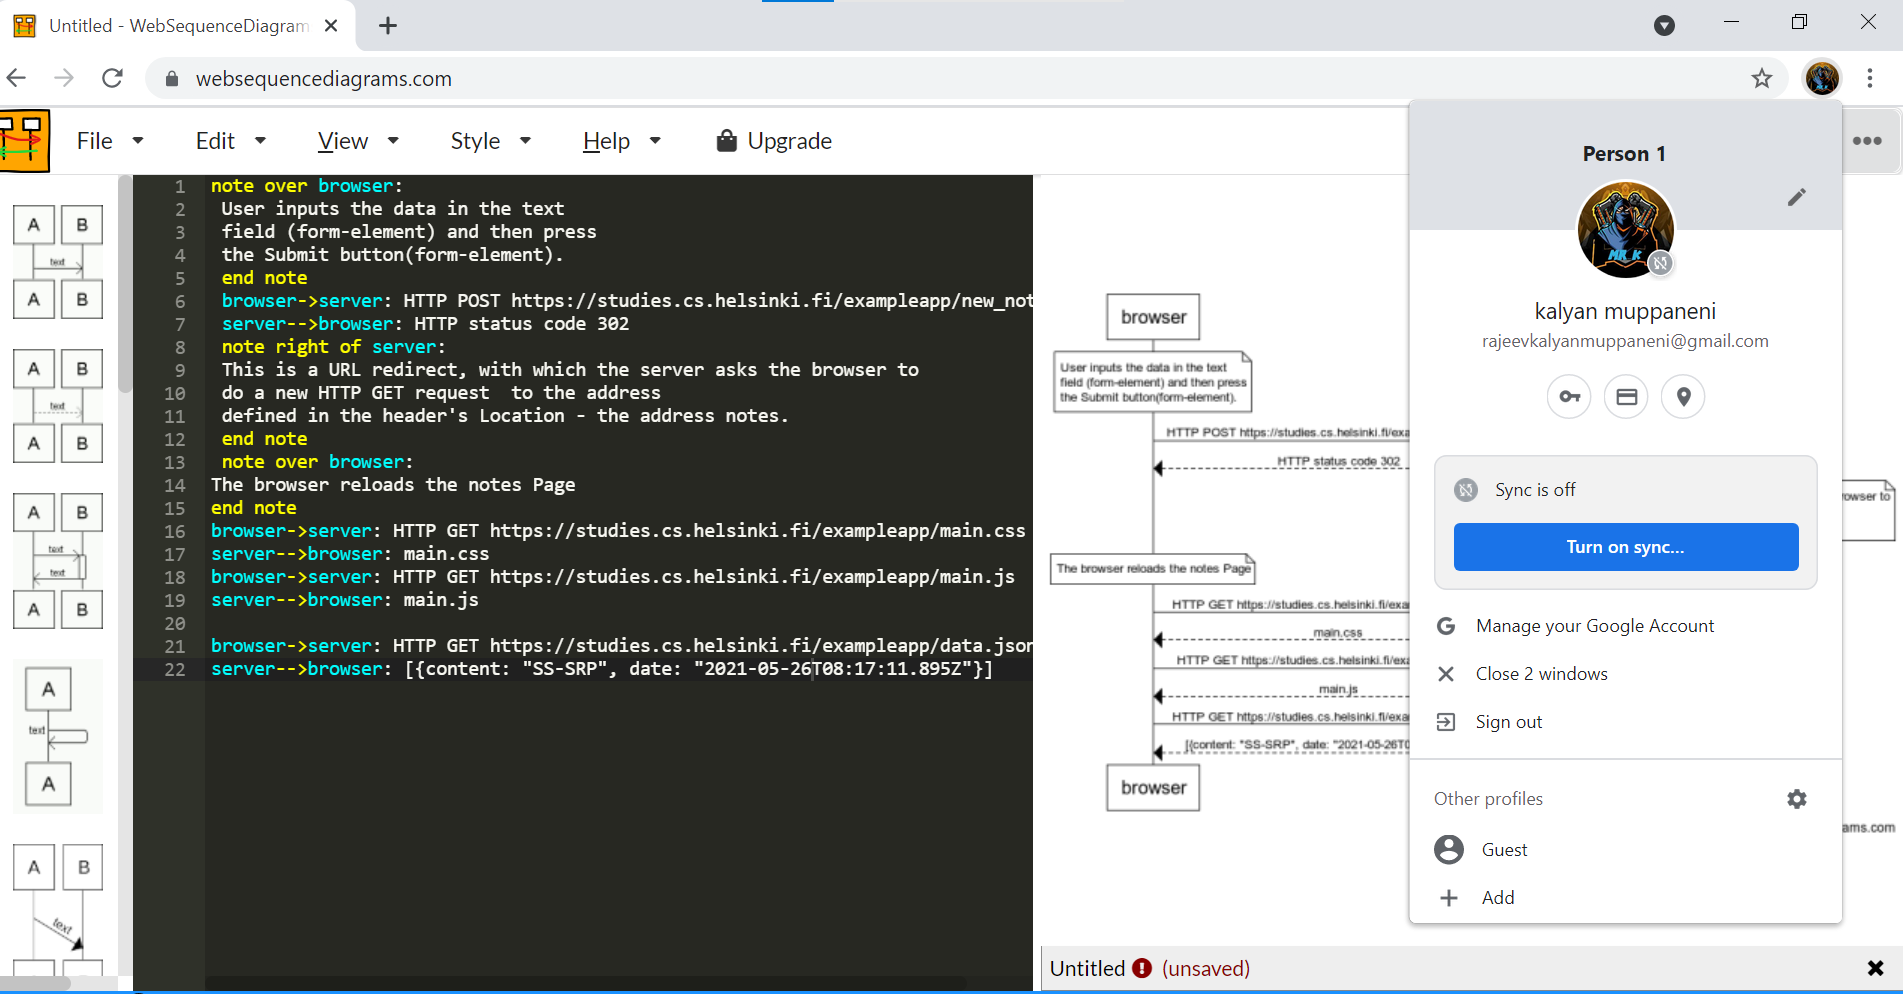 Untitled - WebSequenceDiagram
websequencediagrams.com
File
Edit
View
Style
Help
Upgrade
A B
text
A B
A B
text
A B
A B
text
text
A B
A
text
A
A B
text
1 note over browser:
2 User inputs the data in the text
3 field (form-element) and then press
4 the Submit button(form-element).
5 end note
6 browser->server: HTTP POST https://studies.cs.helsinki.fi/exampleapp/new_not
7 server-->browser: HTTP status code 302
8 note right of server:
9 This is a URL redirect, with which the server asks the browser to
10 do a new HTTP GET request  to the address
11 defined in the header's Location - the address notes.
12 end note
13 note over browser:
14 The browser reloads the notes Page
15 end note
16 browser->server: HTTP GET https://studies.cs.helsinki.fi/exampleapp/main.css
17 server-->browser: main.css
18 browser->server: HTTP GET https://studies.cs.helsinki.fi/exampleapp/main.js
19 server-->browser: main.js
20
21 browser->server: HTTP GET https://studies.cs.helsinki.fi/exampleapp/data.json
22 server-->browser: [{content: "SS-SRP", date: "2021-05-26T08:17:11.895Z"}]
browser
User inputs the data in the text
field (form-element) and then press
the Submit button(form-element).
HTTP POST https://studies.cs.helsinki.fi/exa
HTTP status code 302
owser to
The browser reloads the notes Page
HTTP GET https://studies.cs.helsinki.fi/exa
main.css
HTTP GET https://studies.cs.helsinki.fi/exa
main.js
HTTP GET https://studies.cs.helsinki.fi/exa
[{content: "SS-SRP", date: "2021-05-26T0
browser
ams.com
Untitled ! (unsaved)
Person 1
MR_K
kalyan muppaneni
rajeevkalyanmuppaneni@gmail.com
Sync is off
Turn on sync...
Manage your Google Account
Close 2 windows
Sign out
Other profiles
Guest
Add